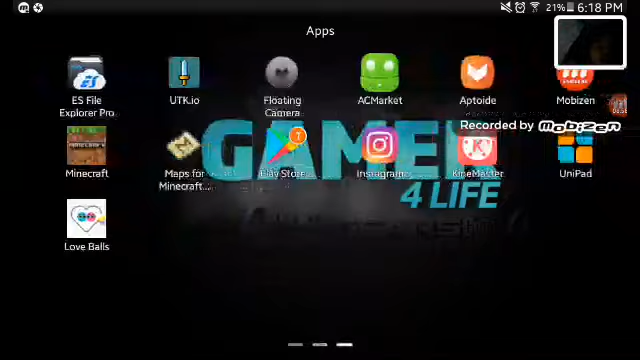 21% 6:18 PM
Apps
ES File
Explorer Pro
UTK.io
Floating
Camera
ACMarket
Aptoide
Mobizen
Recorded by MOBIZEN
Minecraft
Maps for
Minecraft...
Play Store
Instagram
KineMaster
UniPad
GAMER
4 LIFE
Love Balls